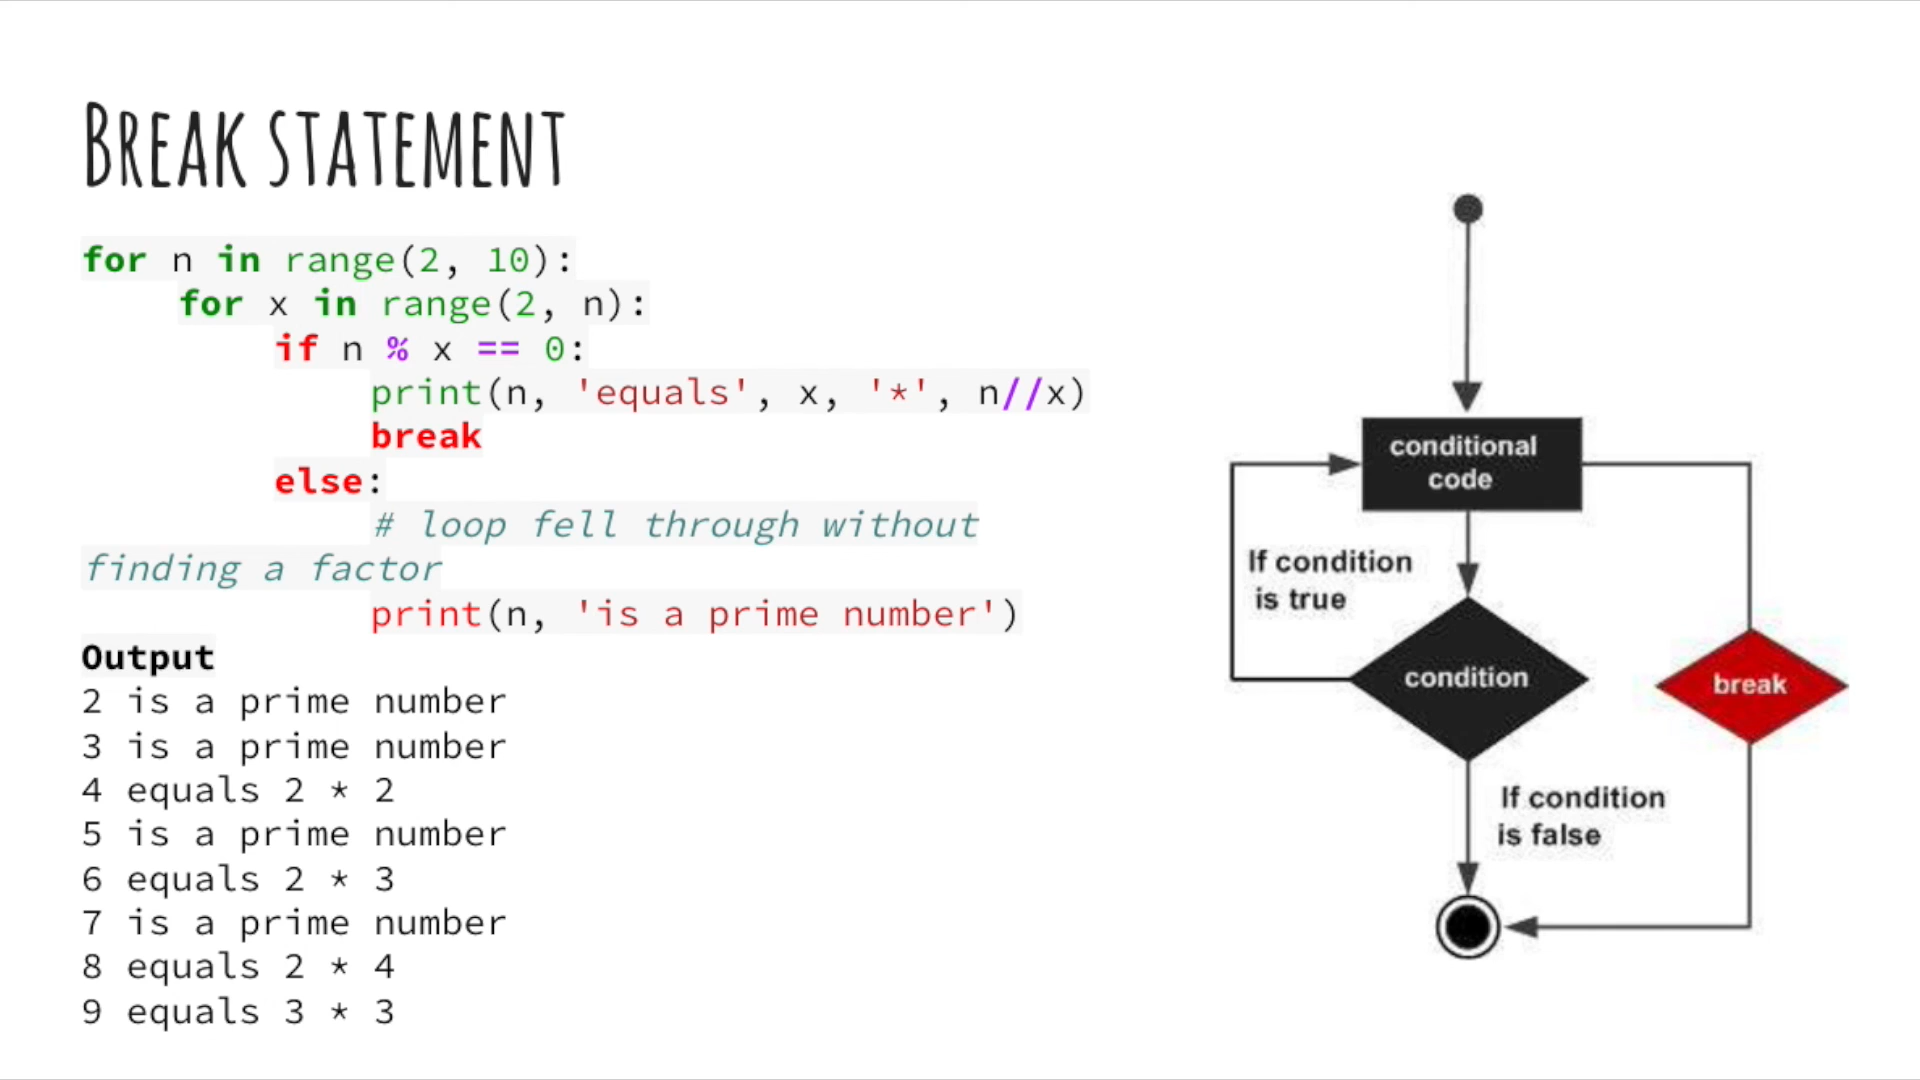 BREAK STATEMENT
for n in range(2, 10):
for x in range(2, n):
if n % x == 0:
print(n, 'equals', x, '*', n//x)
break
else:
# loop fell through without
finding a factor
print(n, 'is a prime number')
Output
2 is a prime number
3 is a prime number
4 equals 2 * 2
5 is a prime number
6 equals 2 * 3
7 is a prime number
8 equals 2 * 4
9 equals 3 * 3
conditional
code
If condition
is true
condition
break
If condition
is false